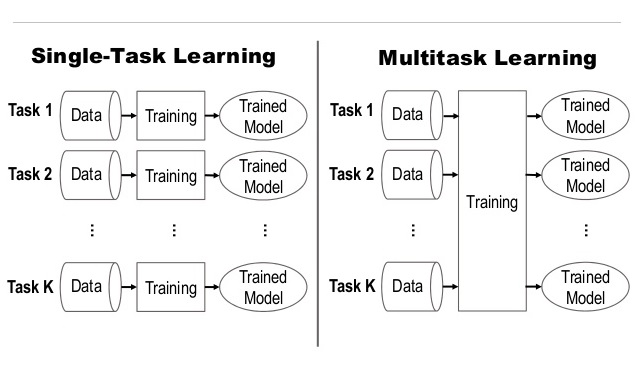 Single-Task Learning
Task 1
Data
Training
Trained
Model
Task 2
Data
Training
Trained
Model
⋮
⋮
⋮
Task K
Data
Training
Trained
Model
Multitask Learning
Task 1
Data
Trained
Model
Task 2
Data
Trained
Model
Training
⋮
⋮
Task K
Data
Trained
Model